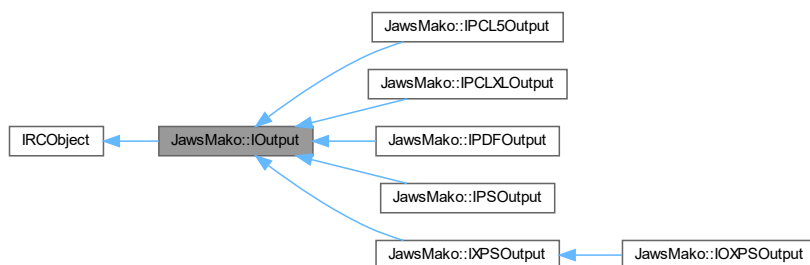 JawsMako::IPCL5Output
JawsMako::IPCLXLOutput
IRCObject
JawsMako::IOutput
JawsMako::IPDFOutput
JawsMako::IPSOutput
JawsMako::IXPSOutput
JawsMako::IOXPSOutput